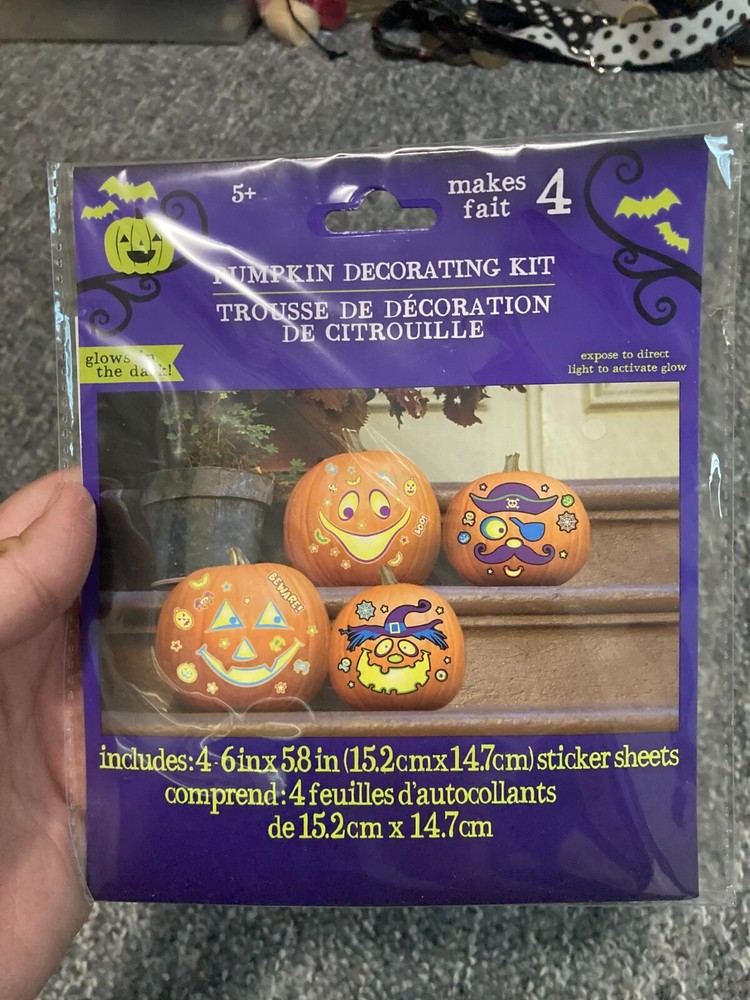 5+
makes 4
fait
PUMPKIN DECORATING KIT
TROUSSE DE DÉCORATION
DE CITROUILLE
glows in
the dark!
expose to direct
light to activate glow
BOO!
BEWARE!
includes: 4-6in x 5.8 in (15.2cm x 14.7cm) sticker sheets
comprend: 4 feuilles d'autocollants
de 15.2cm x 14.7cm